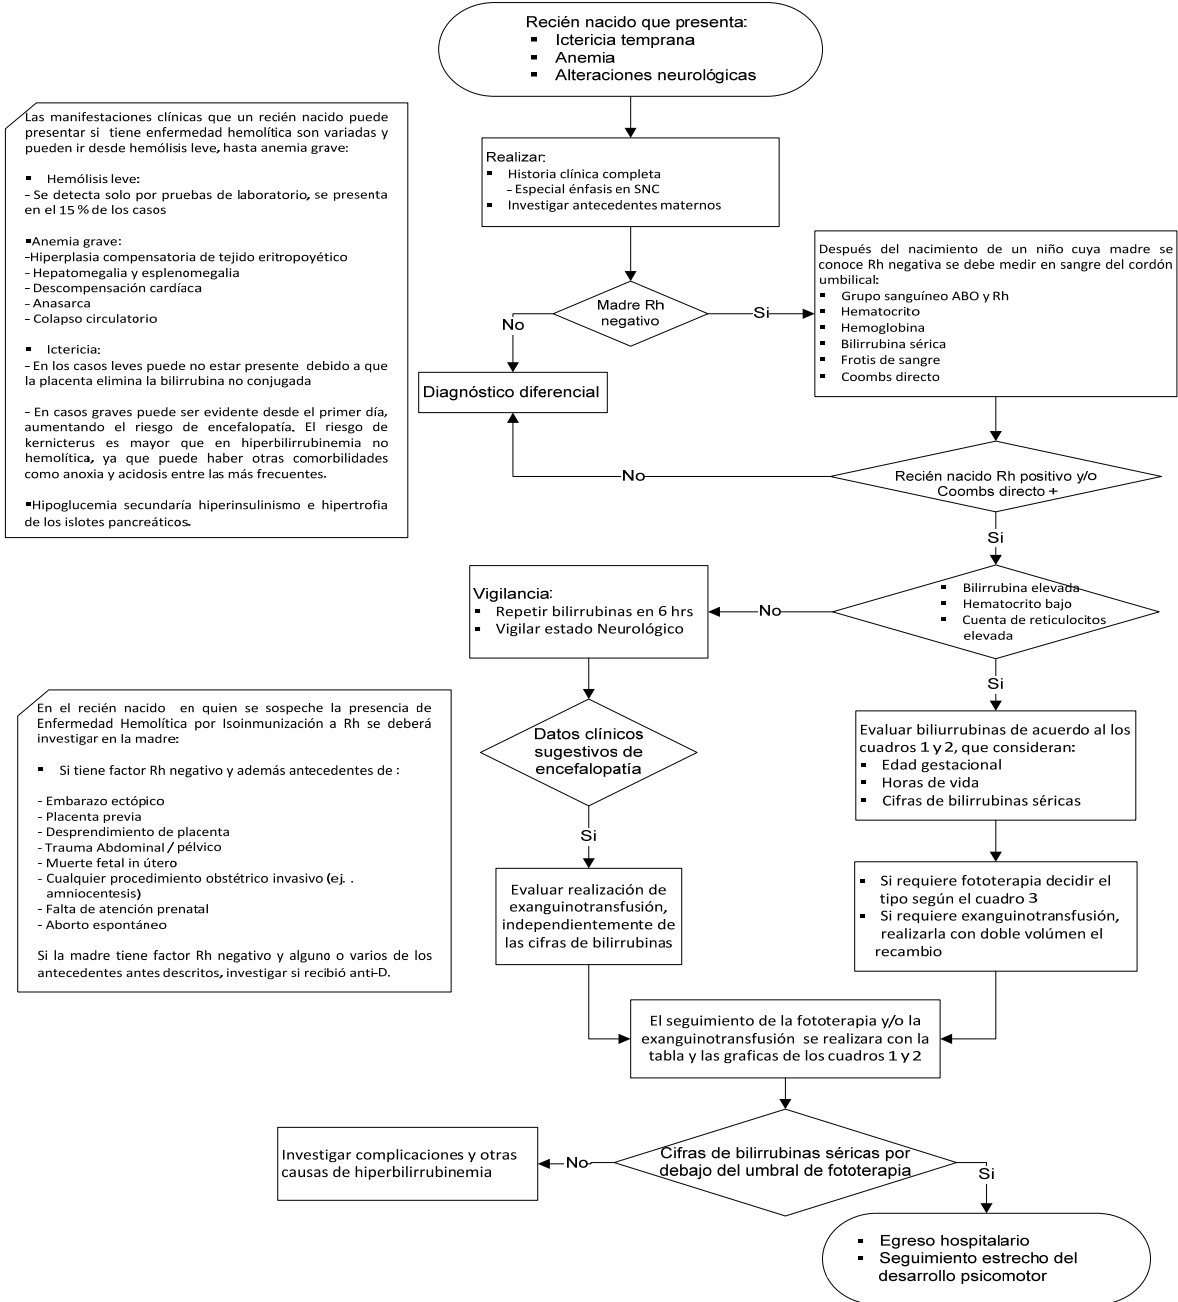 Recién nacido que presenta:
▪ Ictericia temprana
▪ Anemia
▪ Alteraciones neurológicas
Las manifestaciones clínicas que un recién nacido puede
presentar si tiene enfermedad hemolítica son variadas y
pueden ir desde hemólisis leve, hasta anemia grave:
▪ Hemólisis leve:
- Se detecta solo por pruebas de laboratorio, se presenta
en el 15 % de los casos
▪Anemia grave:
-Hiperplasia compensatoria de tejido eritropoyético
- Hepatomegalia y esplenomegalia
- Descompensación cardíaca
- Anasarca
- Colapso circulatorio
▪ Ictericia:
- En los casos leves puede no estar presente debido a que
la placenta elimina la bilirrubina no conjugada
- En casos graves puede ser evidente desde el primer día,
aumentando el riesgo de encefalopatía. El riesgo de
kernicterus es mayor que en hiperbilirrubinemia no
hemolítica, ya que puede haber otras comorbilidades
como anoxia y acidosis entre las más frecuentes.
▪Hipoglucemia secundaría hiperinsulinismo e hipertrofia
de los islotes pancreáticos.
Realizar:
▪ Historia clínica completa
- Especial énfasis en SNC
▪ Investigar antecedentes maternos
Madre Rh
negativo
No
Si
Después del nacimiento de un niño cuya madre se
conoce Rh negativa se debe medir en sangre del cordón
umbilical:
▪ Grupo sanguíneo ABO y Rh
▪ Hematocrito
▪ Hemoglobina
▪ Bilirrubina sérica
▪ Frotis de sangre
▪ Coombs directo
Diagnóstico diferencial
No
Recién nacido Rh positivo y/o
Coombs directo +
Si
▪ Bilirrubina elevada
▪ Hematocrito bajo
▪ Cuenta de reticulocitos
elevada
No
Vigilancia:
▪ Repetir bilirrubinas en 6 hrs
▪ Vigilar estado Neurológico
Si
Datos clínicos
sugestivos de
encefalopatía
Evaluar biliurrubinas de acuerdo al los
cuadros 1 y 2, que consideran:
▪ Edad gestacional
▪ Horas de vida
▪ Cifras de bilirrubinas séricas
En el recién nacido en quien se sospeche la presencia de
Enfermedad Hemolítica por Isoinmunización a Rh se deberá
investigar en la madre:
▪ Si tiene factor Rh negativo y además antecedentes de :
- Embarazo ectópico
- Placenta previa
- Desprendimiento de placenta
- Trauma Abdominal / pélvico
- Muerte fetal in útero
- Cualquier procedimiento obstétrico invasivo (ej. .
amniocentesis)
- Falta de atención prenatal
- Aborto espontáneo
Si la madre tiene factor Rh negativo y alguno o varios de los
antecedentes antes descritos, investigar si recibió anti-D.
Si
Evaluar realización de
exanguinotransfusión,
independientemente de
las cifras de bilirrubinas
▪ Si requiere fototerapia decidir el
tipo según el cuadro 3
▪ Si requiere exanguinotransfusión,
realizarla con doble volúmen el
recambio
El seguimiento de la fototerapia y/o la
exanguinotransfusión se realizara con la
tabla y las graficas de los cuadros 1 y 2
Cifras de bilirrubinas séricas por
debajo del umbral de fototerapia
No
Investigar complicaciones y otras
causas de hiperbilirrubinemia
Si
▪ Egreso hospitalario
▪ Seguimiento estrecho del
desarrollo psicomotor